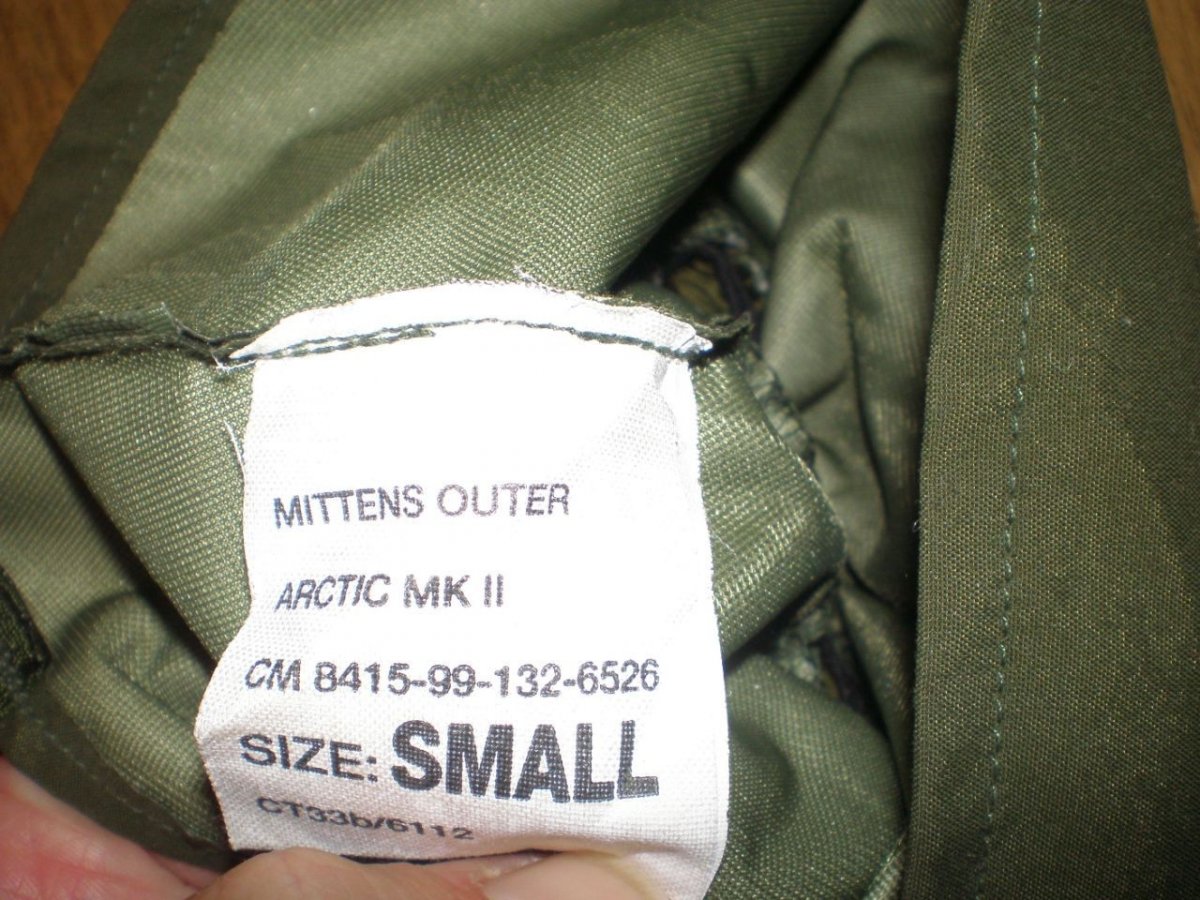 MITTENS OUTER
ARCTIC MK II
CM 8415-99-132-6526
SIZE: SMALL
CT33b/6112